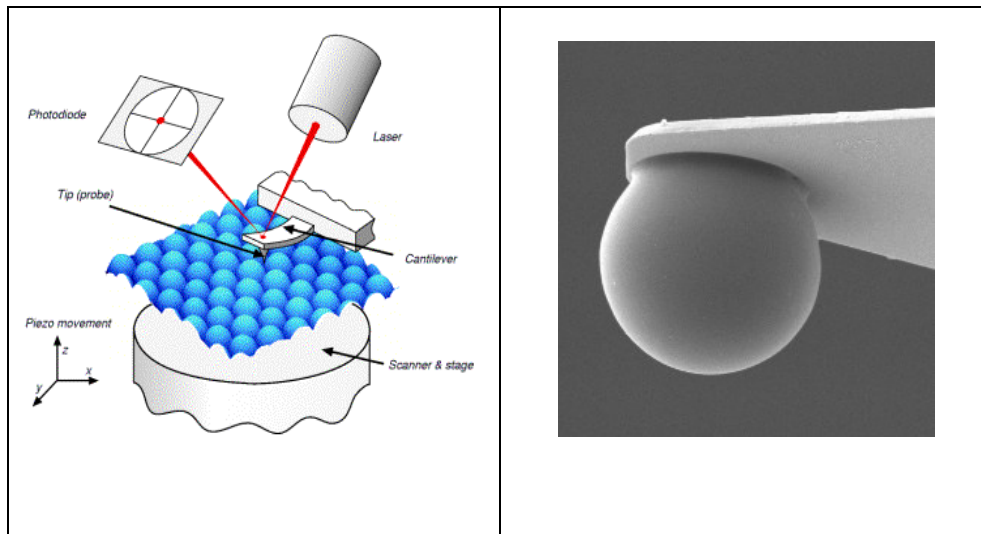 Photodiode
Laser
Tip (probe)
Cantilever
Piezo movement
z
x
y
Scanner & stage